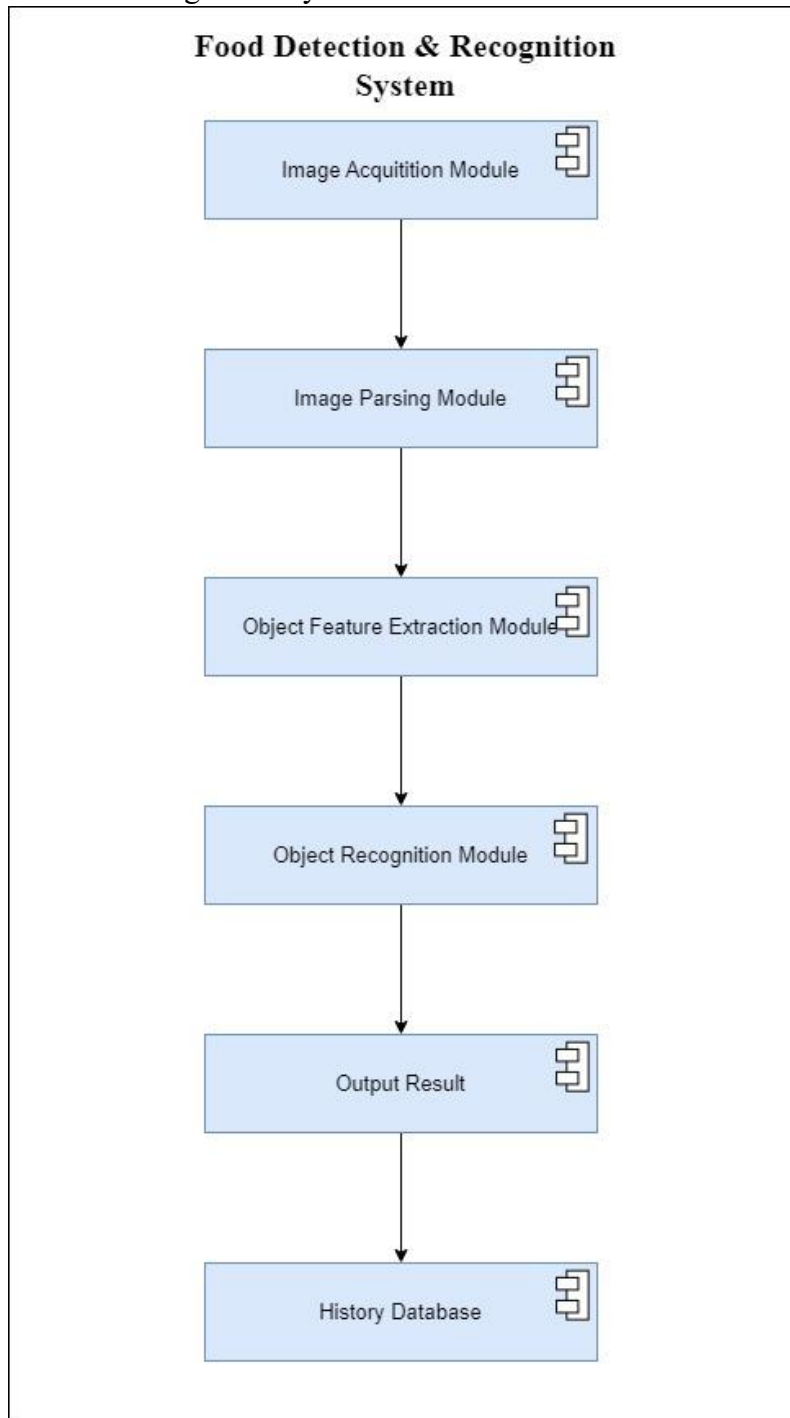 Food Detection & Recognition
System
Image Acquitition Module
Image Parsing Module
Object Feature Extraction Module
Object Recognition Module
Output Result
History Database